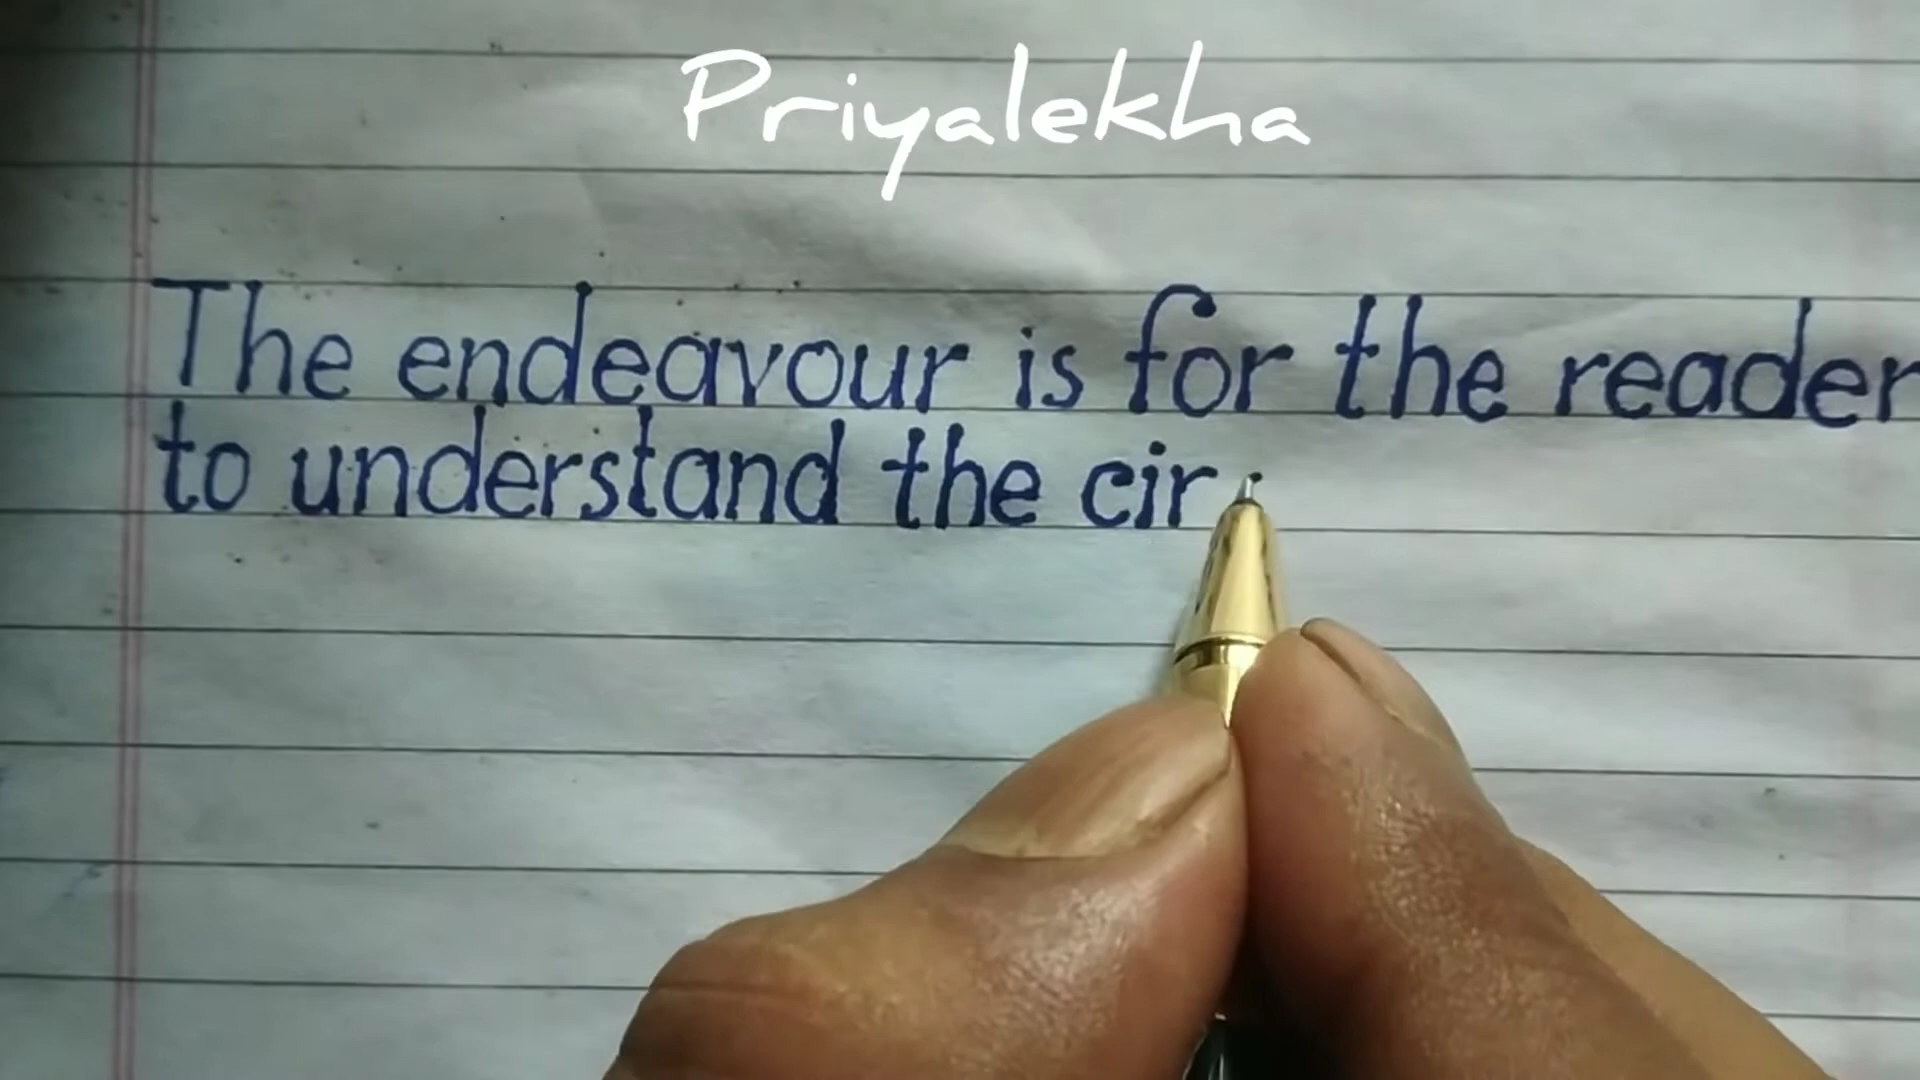 Priyalekha
The endeavour is for the reader
to understand the cir